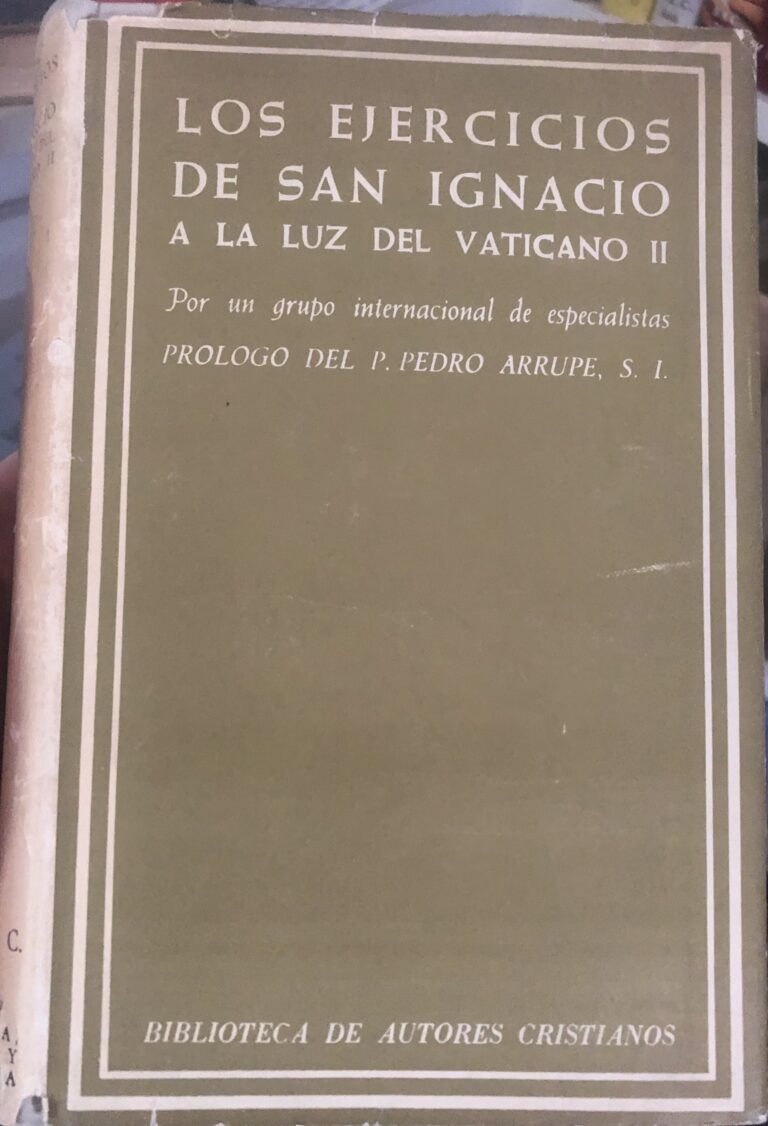 LOS EJERCICIOS
DE SAN IGNACIO
A LA LUZ DEL VATICANO II
Por un grupo internacional de especialistas
PROLOGO DEL P. PEDRO ARRUPE, S. I.
BIBLIOTECA DE AUTORES CRISTIANOS
C.
A,
Y
A